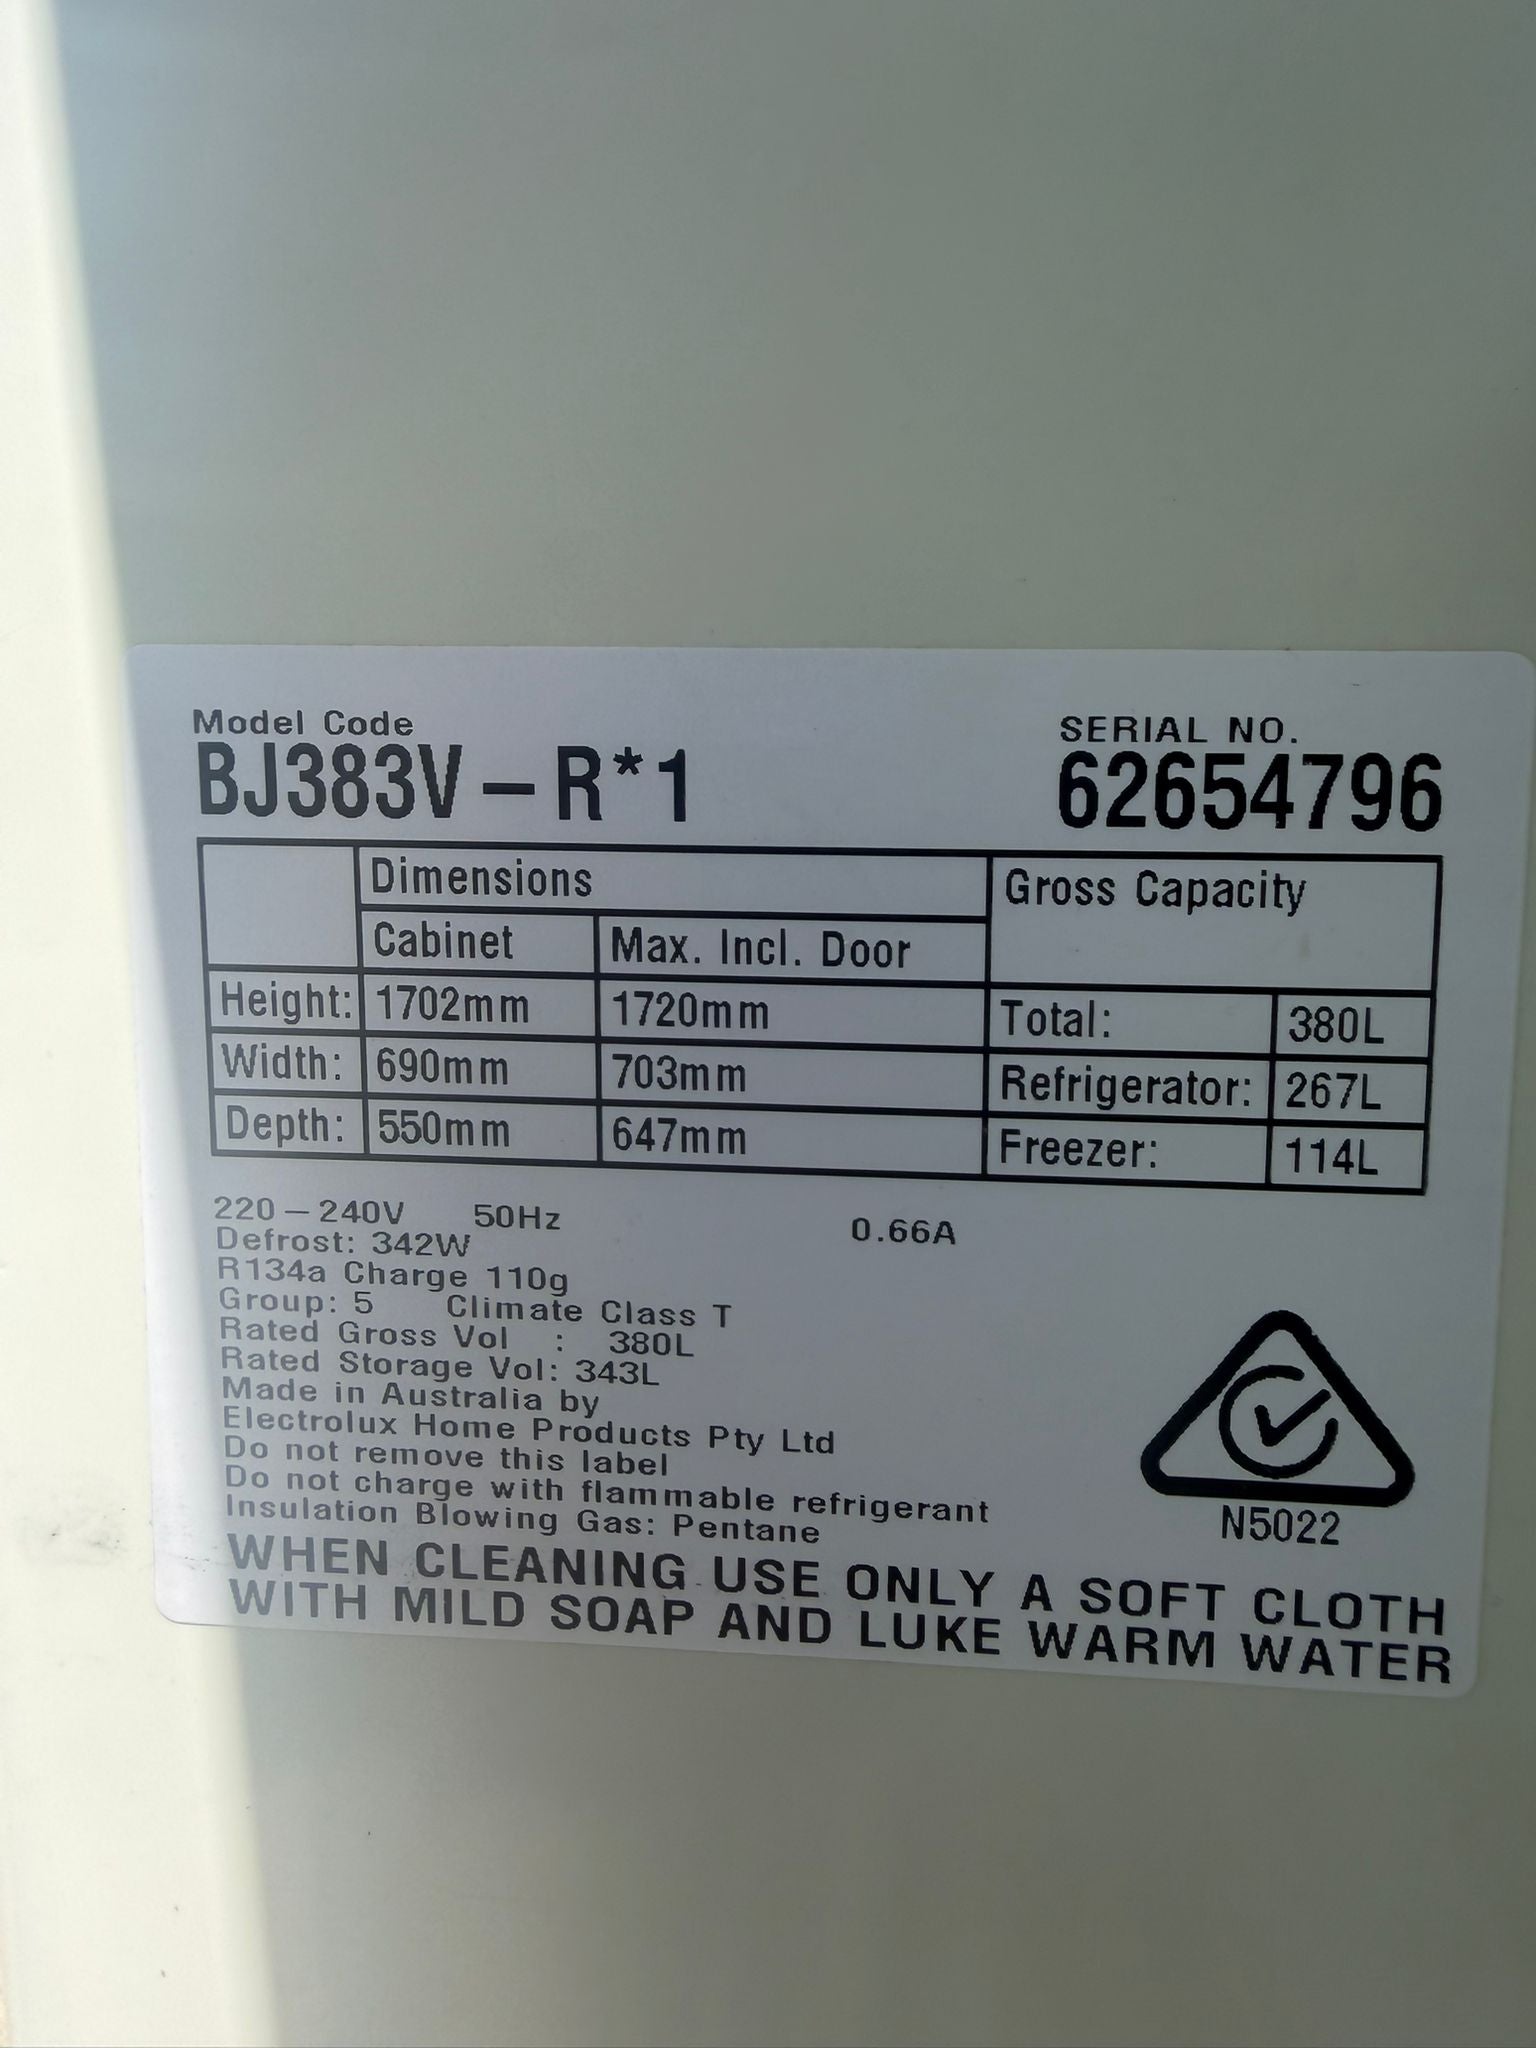 Model Code
SERIAL NO.
BJ383V-R*1
62654796
Dimensions
Gross Capacity
Cabinet
Max. Incl. Door
Height: 1702mm 1720mm Total: 380L
Width: 690mm 703mm Refrigerator: 267L
Depth: 550mm 647mm Freezer: 114L
220-240V 50Hz 0.66A
Defrost: 342W
R134a Charge 110g
Group: 5 Climate Class T
Rated Gross Vol : 380L
Rated Storage Vol: 343L
Made in Australia by
Electrolux Home Products Pty Ltd
Do not remove this label
Do not charge with flammable refrigerant
Insulation Blowing Gas: Pentane
N5022
WHEN CLEANING USE ONLY A SOFT CLOTH
WITH MILD SOAP AND LUKE WARM WATER